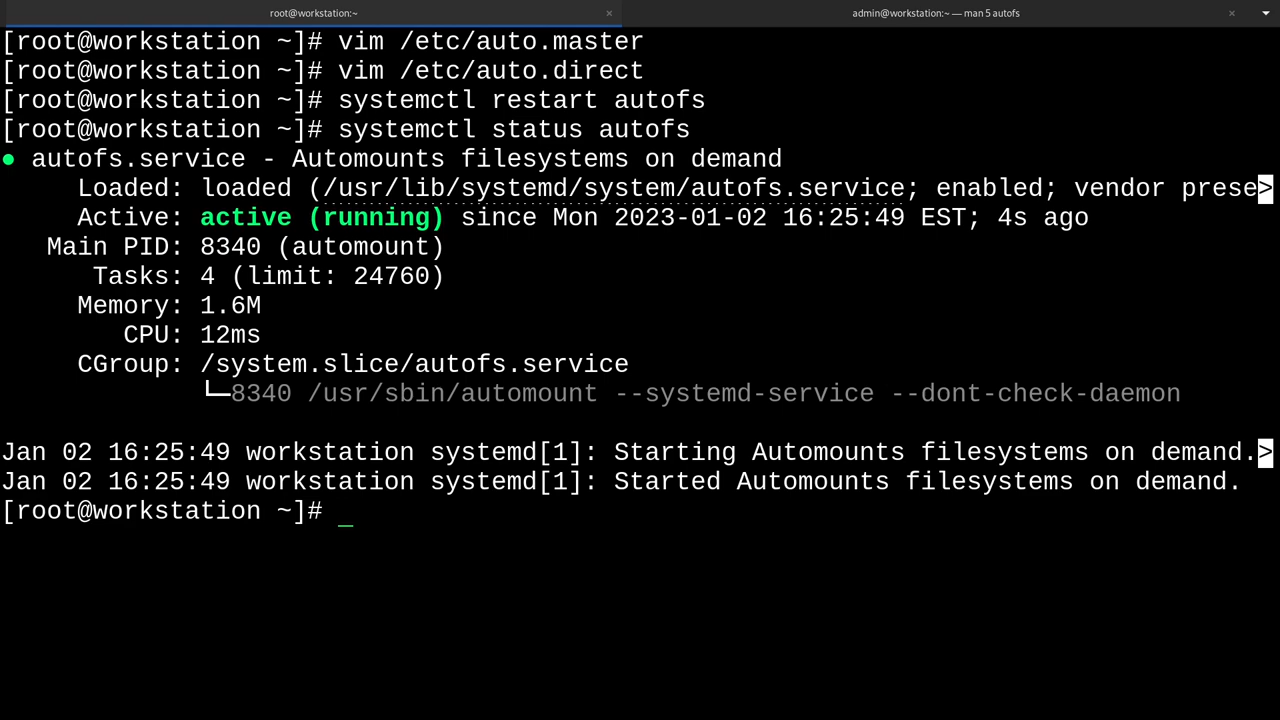 root@workstation:~ × admin@workstation:~ — man 5 autofs ×
[root@workstation ~]# vim /etc/auto.master
[root@workstation ~]# vim /etc/auto.direct
[root@workstation ~]# systemctl restart autofs
[root@workstation ~]# systemctl status autofs
● autofs.service - Automounts filesystems on demand
     Loaded: loaded (/usr/lib/systemd/system/autofs.service; enabled; vendor prese>
     Active: active (running) since Mon 2023-01-02 16:25:49 EST; 4s ago
   Main PID: 8340 (automount)
      Tasks: 4 (limit: 24760)
     Memory: 1.6M
        CPU: 12ms
     CGroup: /system.slice/autofs.service
             └─8340 /usr/sbin/automount --systemd-service --dont-check-daemon
Jan 02 16:25:49 workstation systemd[1]: Starting Automounts filesystems on demand.>
Jan 02 16:25:49 workstation systemd[1]: Started Automounts filesystems on demand.
[root@workstation ~]# _